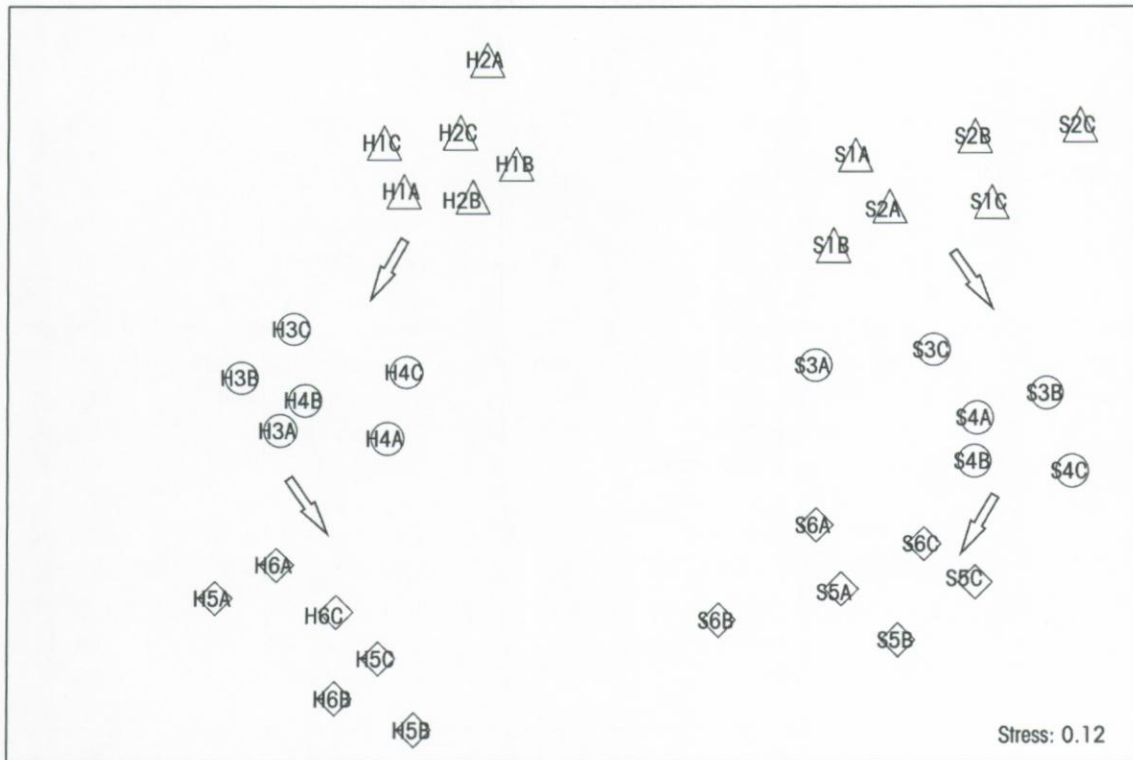 H2A
H1C
H2C
H1B
H1A
H2B
S1A
S2B
S2C
S2A
S1C
S1B
H3C
H3B
H4B
H4C
H3A
H4A
S3A
S3C
S3B
S4A
S4B
S4C
H6A
H5A
H6C
H5C
H6B
H5B
S6A
S6C
S5A
S5C
S6B
S5B
Stress: 0.12